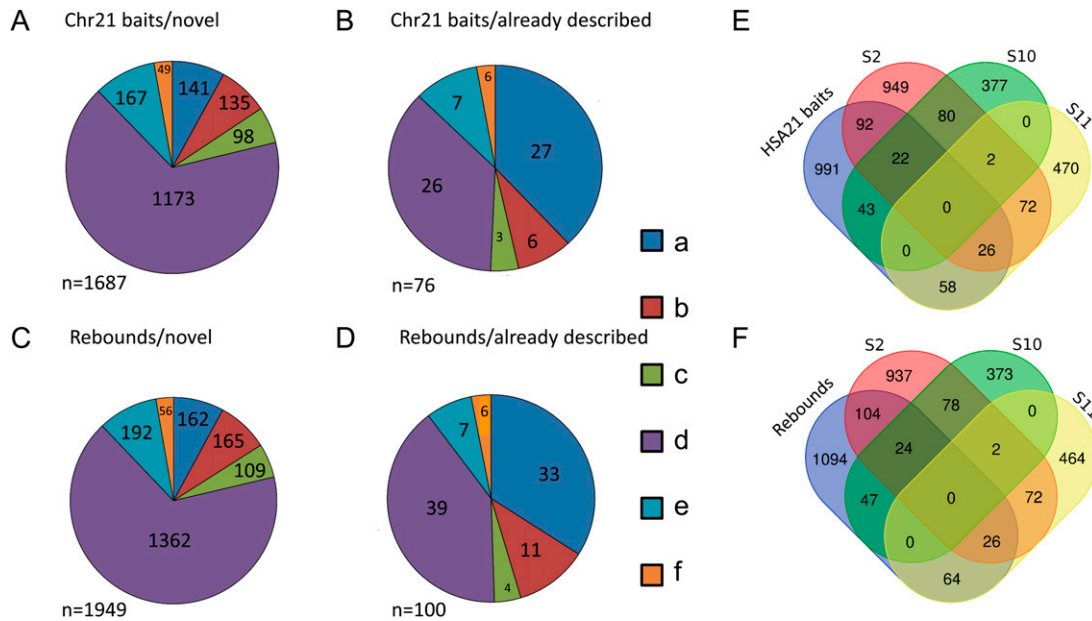 A
Chr21 baits/novel
49
141
135
98
167
1173
n=1687
B
Chr21 baits/already described
6
7
27
26
3
6
n=76
C
Rebounds/novel
56
162
165
109
192
1362
n=1949
D
Rebounds/already described
6
7
33
39
4
11
n=100
a
b
c
d
e
f
E
HSA21 baits
S2
S10
S11
949
377
92
80
0
991
22
2
470
43
0
72
0
26
58
F
Rebounds
S2
S10
937
373
104
78
0
1094
24
2
464
47
0
72
0
26
64